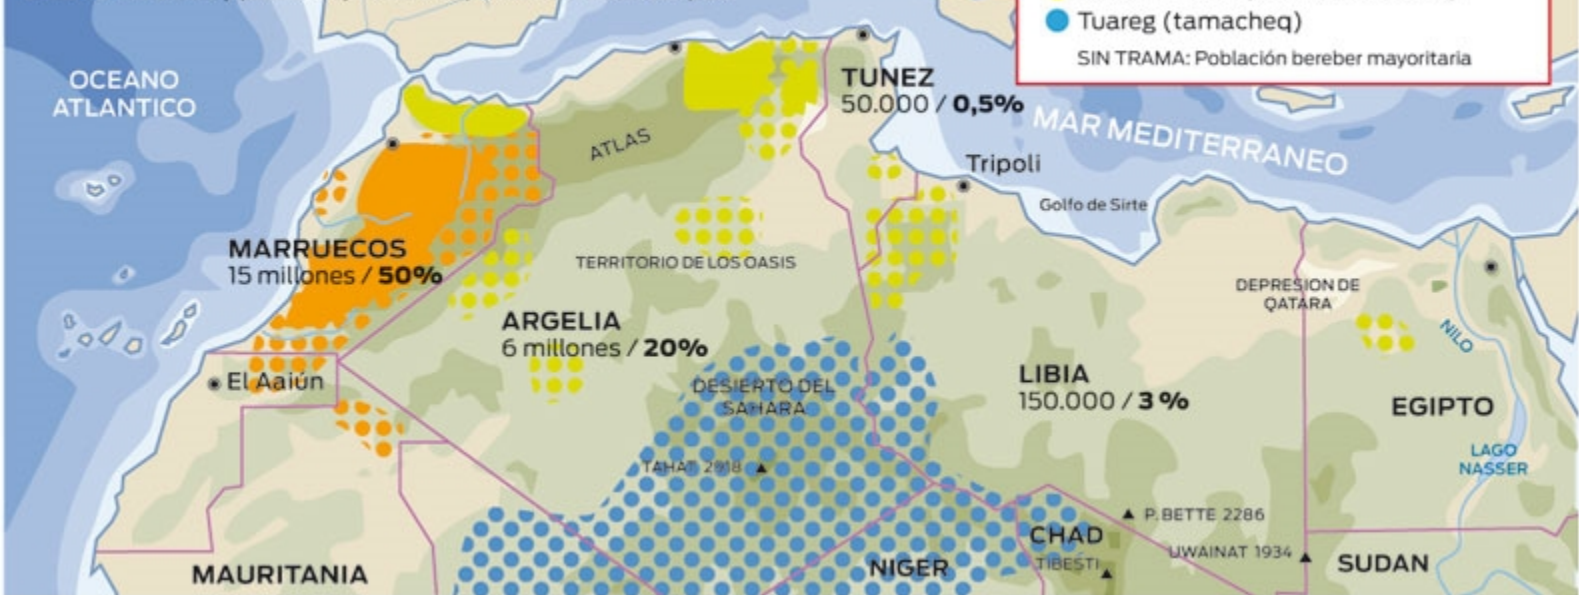 Tuareg (tamacheq)
SIN TRAMA: Población bereber mayoritaria
OCEANO
ATLANTICO
TUNEZ
50.000 / 0,5%
MAR MEDITERRANEO
ATLAS
Tripoli
Golfo de Sirte
MARRUECOS
15 millones / 50%
TERRITORIO DE LOS OASIS
DEPRESION DE
QATARA
NILO
ARGELIA
6 millones / 20%
El Aaiún
DESIERTO DEL
SAHARA
LIBIA
150.000 / 3 %
EGIPTO
LAGO
NASSER
TAHAT 2918
P. BETTE 2286
CHAD
UWAINAT 1934
TIBESTI
SUDAN
MAURITANIA
NIGER